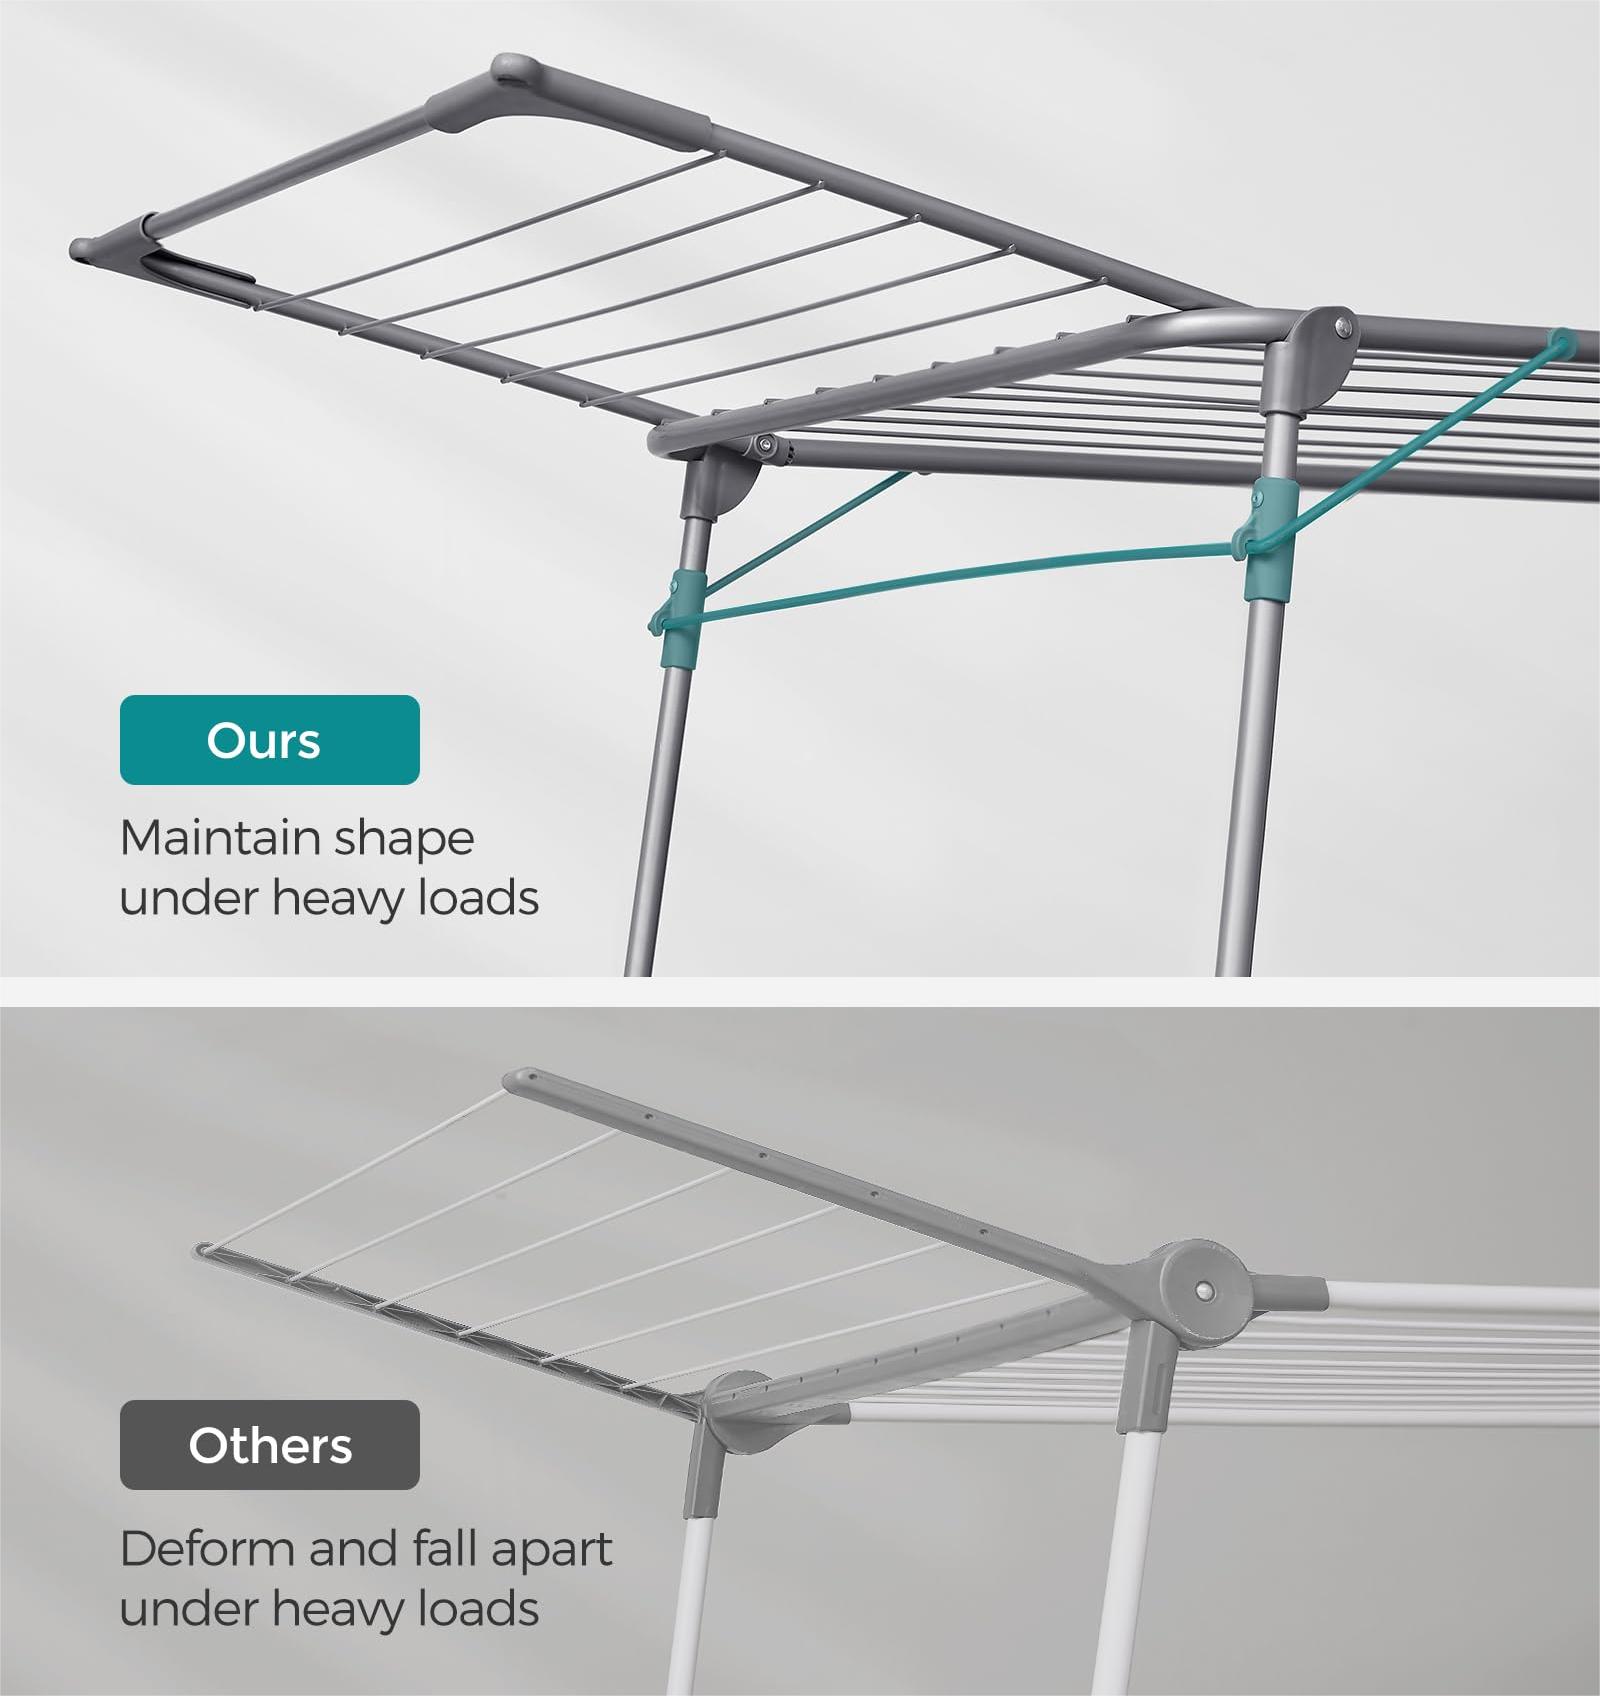 Ours
Maintain shape
under heavy loads
Others
Deform and fall apart
under heavy loads